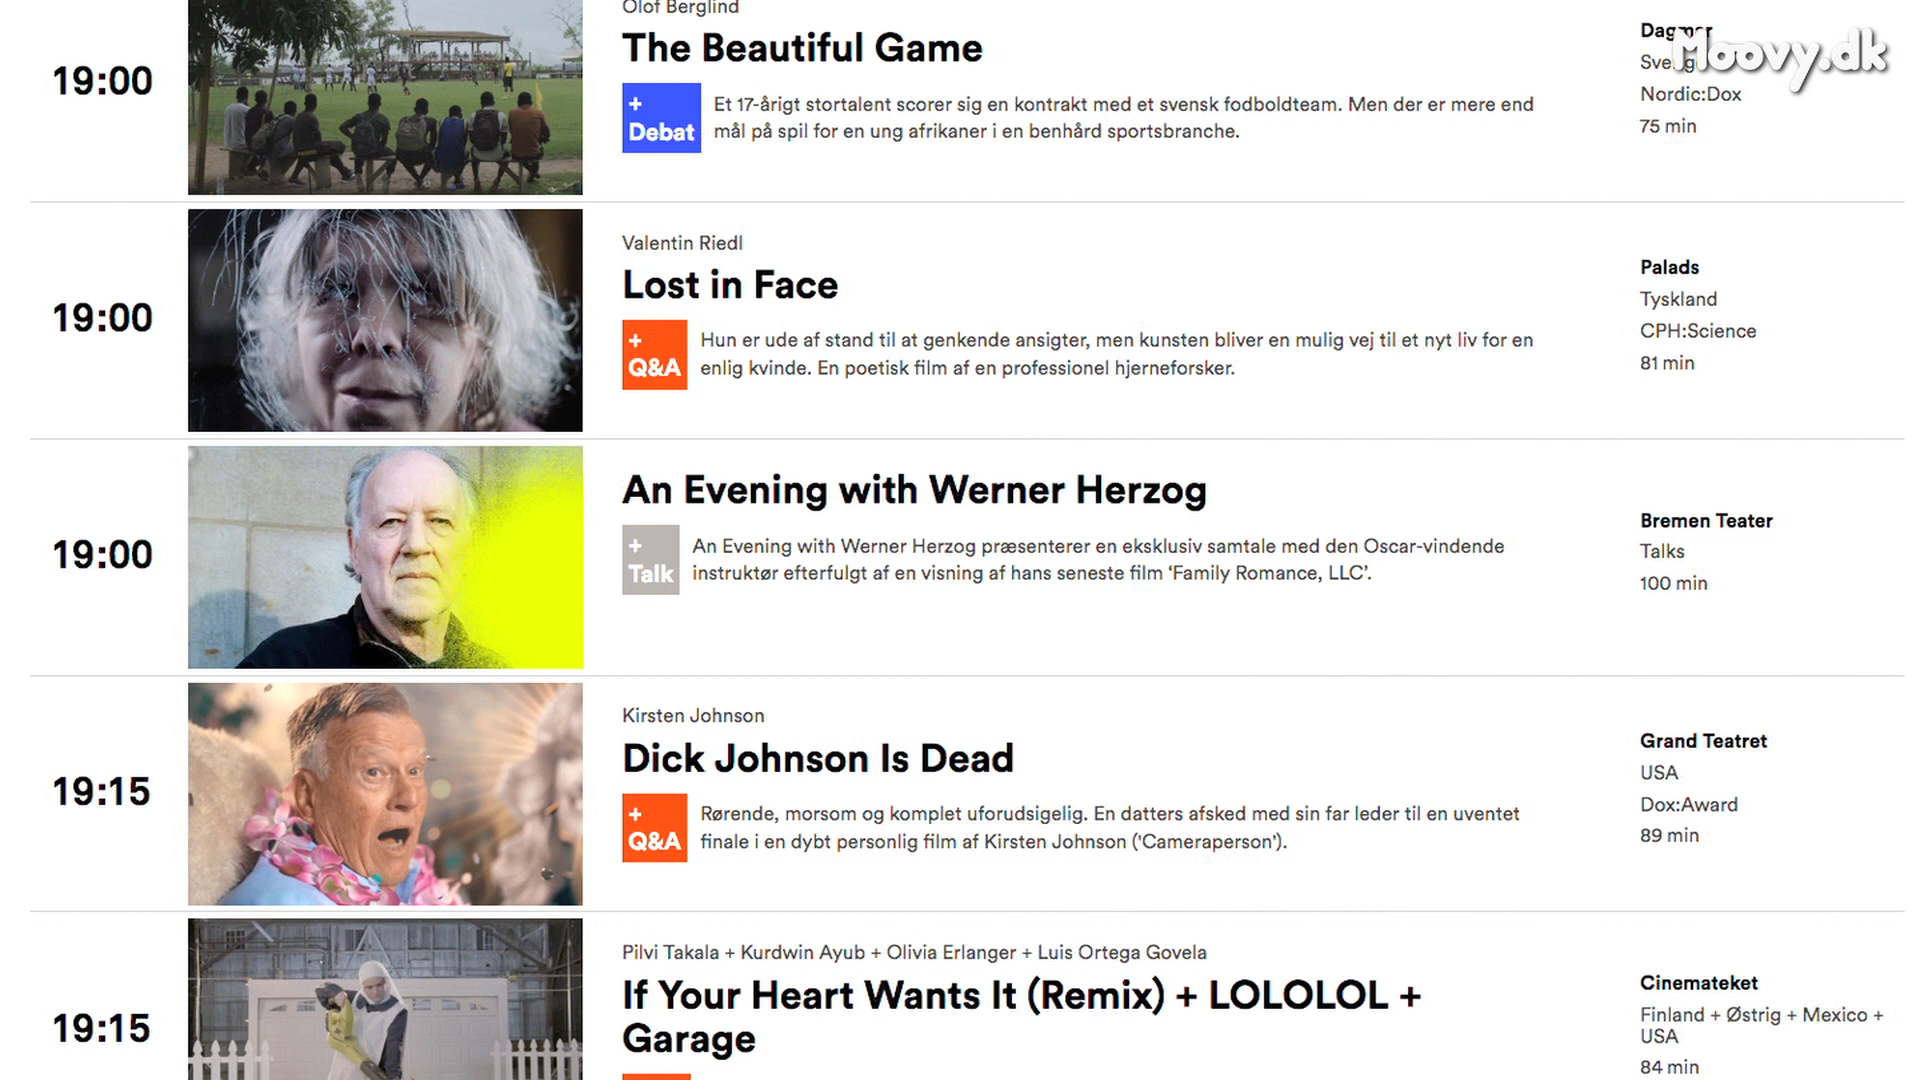 Olof Berglind
19:00
The Beautiful Game
+
Debat
Et 17-årigt stortalent scorer sig en kontrakt med et svensk fodboldteam. Men der er mere end
mål på spil for en ung afrikaner i en benhård sportsbranche.
Dagmar
Nordic:Dox
75 min
Moovy.dk
Valentin Riedl
19:00
Lost in Face
+
Q&A
Hun er ude af stand til at genkende ansigter, men kunsten bliver en mulig vej til et nyt liv for en
enlig kvinde. En poetisk film af en professionel hjerneforsker.
Palads
Tyskland
CPH:Science
81 min
19:00
An Evening with Werner Herzog
+
Talk
An Evening with Werner Herzog præsenterer en eksklusiv samtale med den Oscar-vindende
instruktør efterfulgt af en visning af hans seneste film ‘Family Romance, LLC’.
Bremen Teater
Talks
100 min
Kirsten Johnson
19:15
Dick Johnson Is Dead
+
Q&A
Rørende, morsom og komplet uforudsigelig. En datters afsked med sin far leder til en uventet
finale i en dybt personlig film af Kirsten Johnson ('Cameraperson').
Grand Teatret
USA
Dox:Award
89 min
Pilvi Takala + Kurdwin Ayub + Olivia Erlanger + Luis Ortega Govela
19:15
If Your Heart Wants It (Remix) + LOLOLOL +
Garage
Cinemateket
Finland + Østrig + Mexico +
USA
84 min